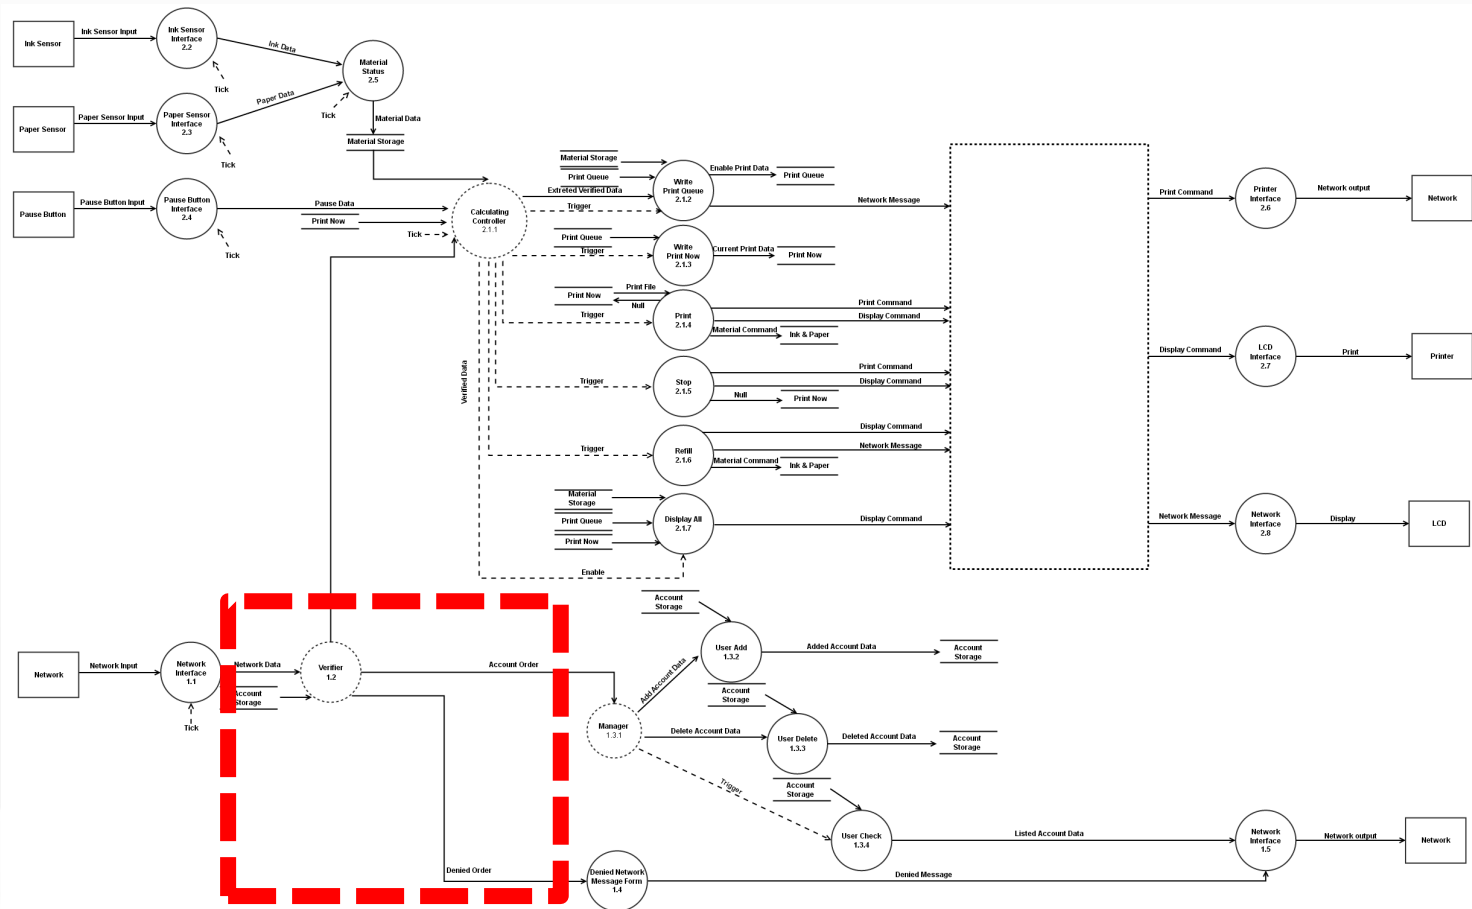 Ink Sensor
Ink Sensor Input
Ink Sensor
Interface
2.2
Ink Data
Tick
Material
Status
2.5
Tick
Paper Sensor
Paper Sensor Input
Paper Sensor
Interface
2.3
Paper Data
Tick
Material Data
Material Storage
Pause Button
Pause Button Input
Pause Button
Interface
2.4
Pause Data
Tick
Print Now
Tick
Calculating
Controller
2.1.1
Material Storage
Print Queue
Extreted Verified Data
Trigger
Write
Print Queue
2.1.2
Enable Print Data
Print Queue
Network Message
Print Queue
Trigger
Write
Print Now
2.1.3
Current Print Data
Print Now
Print Now
Print File
Null
Trigger
Print
2.1.4
Print Command
Display Command
Material Command
Ink & Paper
Trigger
Stop
2.1.5
Print Command
Display Command
Null
Print Now
Trigger
Refill
2.1.6
Display Command
Network Message
Material Command
Ink & Paper
Verified Data
Material
Storage
Print Queue
Print Now
Dislplay All
2.1.7
Display Command
Enable
Print Command
Printer
Interface
2.6
Network output
Network
Display Command
LCD
Interface
2.7
Print
Printer
Network Message
Network
Interface
2.8
Display
LCD
Network
Network Input
Network
Interface
1.1
Tick
Network Data
Account
Storage
Verifier
1.2
Account Order
Denied Order
Manager
1.3.1
Account
Storage
Add Account Data
User Add
1.3.2
Added Account Data
Account
Storage
Account
Storage
Delete Account Data
User Delete
1.3.3
Deleted Account Data
Account
Storage
Account
Storage
Trigger
User Check
1.3.4
Listed Account Data
Network
Interface
1.5
Network output
Network
Denied Network
Message Form
1.4
Denied Message